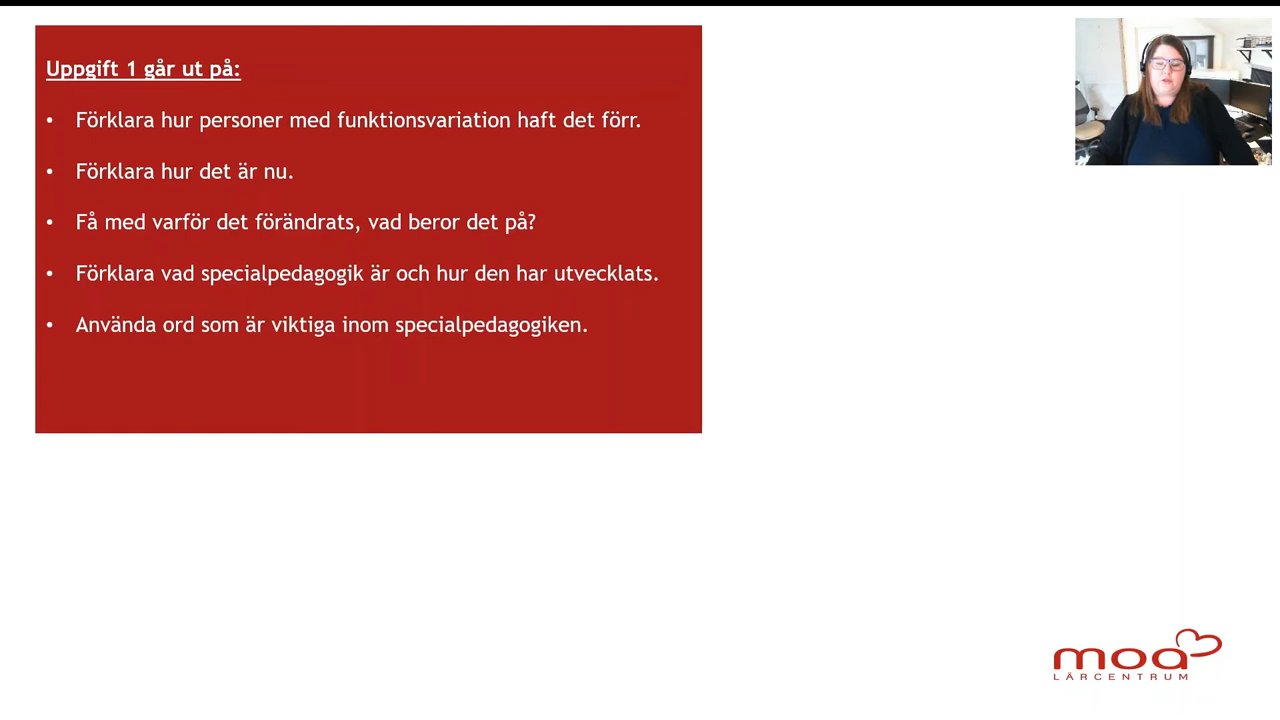 Uppgift 1 går ut på:
• Förklara hur personer med funktionsvariation haft det förr.
• Förklara hur det är nu.
• Få med varför det förändrats, vad beror det på?
• Förklara vad specialpedagogik är och hur den har utvecklats.
• Använda ord som är viktiga inom specialpedagogiken.
moa
LÄRCENTRUM